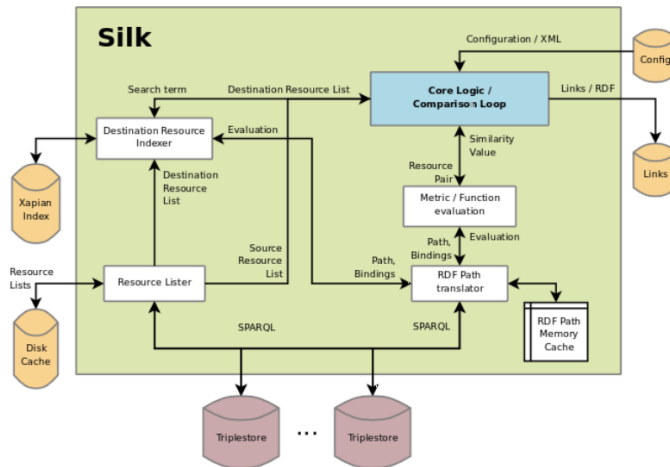 Silk
Configuration / XML
Config
Search term
Destination Resource List
Core Logic /
Comparison Loop
Links / RDF
Destination Resource
Indexer
Evaluation
Similarity
Value
Destination
Resource
List
Resource
Pair
Links
Xapian
Index
Metric / Function
evaluation
Source
Resource
List
Path,
Bindings
Evaluation
Path,
Bindings
Resource
Lists
Resource Lister
RDF Path
translator
SPARQL
SPARQL
RDF Path
Memory
Cache
Disk
Cache
Triplestore
...
Triplestore